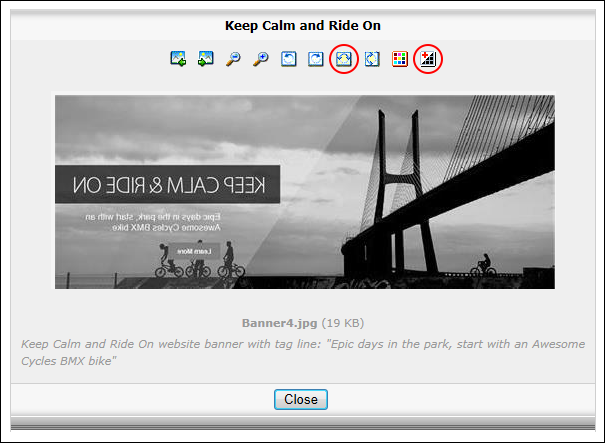 Keep Calm and Ride On
KEEP CALM & RIDE ON
Epic days in the park, start with an
Awesome Cycles BMX bike
Learn More
Banner4.jpg (19 KB)
Keep Calm and Ride On website banner with tag line: "Epic days in the park, start with an Awesome
Cycles BMX bike"
Close